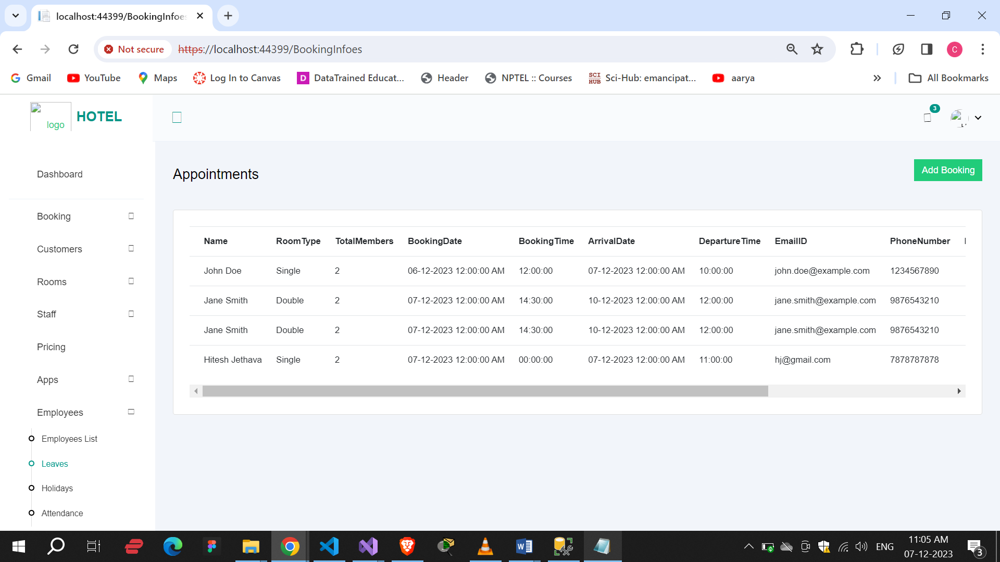 localhost:44399/BookingInfoes
Not secure https://localhost:44399/BookingInfoes C
Gmail YouTube Maps Log In to Canvas D DataTrained Educat... Header NPTEL :: Courses SCI HUB Sci-Hub: emancipat... aarya » All Bookmarks
logo HOTEL 3
Dashboard
Appointments Add Booking
Booking
Customers
Rooms
Staff
Pricing
Apps
Employees
Employees List
Leaves
Holidays
Attendance
Name RoomType TotalMembers BookingDate BookingTime ArrivalDate DepartureTime EmailID PhoneNumber
John Doe Single 2 06-12-2023 12:00:00 AM 12:00:00 07-12-2023 12:00:00 AM 10:00:00 john.doe@example.com 1234567890
Jane Smith Double 2 07-12-2023 12:00:00 AM 14:30:00 10-12-2023 12:00:00 AM 12:00:00 jane.smith@example.com 9876543210
Jane Smith Double 2 07-12-2023 12:00:00 AM 14:30:00 10-12-2023 12:00:00 AM 12:00:00 jane.smith@example.com 9876543210
Hitesh Jethava Single 2 07-12-2023 12:00:00 AM 00:00:00 07-12-2023 12:00:00 AM 11:00:00 hj@gmail.com 7878787878
ENG 11:05 AM
07-12-2023 3